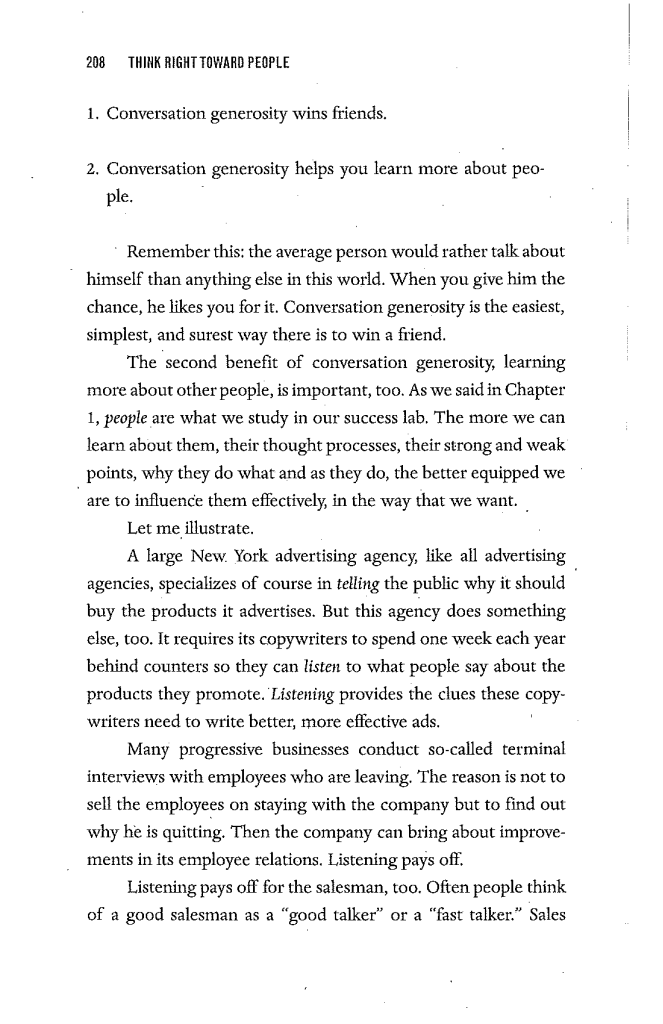 208 THINK RIGHT TOWARD PEOPLE
1. Conversation generosity wins friends.
2. Conversation generosity helps you learn more about peo-
ple.
Remember this: the average person would rather talk about
himself than anything else in this world. When you give him the
chance, he likes you for it. Conversation generosity is the easiest,
simplest, and surest way there is to win a friend.
The second benefit of conversation generosity, learning
more about other people, is important, too. As we said in Chapter
1, people are what we study in our success lab. The more we can
learn about them, their thought processes, their strong and weak
points, why they do what and as they do, the better equipped we
are to influence them effectively, in the way that we want.
Let me illustrate.
A large New York advertising agency, like all advertising
agencies, specializes of course in telling the public why it should
buy the products it advertises. But this agency does something
else, too. It requires its copywriters to spend one week each year
behind counters so they can listen to what people say about the
products they promote. Listening provides the clues these copy-
writers need to write better, more effective ads.
Many progressive businesses conduct so-called terminal
interviews with employees who are leaving. The reason is not to
sell the employees on staying with the company but to find out
why he is quitting. Then the company can bring about improve-
ments in its employee relations. Listening pays off.
Listening pays off for the salesman, too. Often people think
of a good salesman as a “good talker” or a “fast talker.” Sales